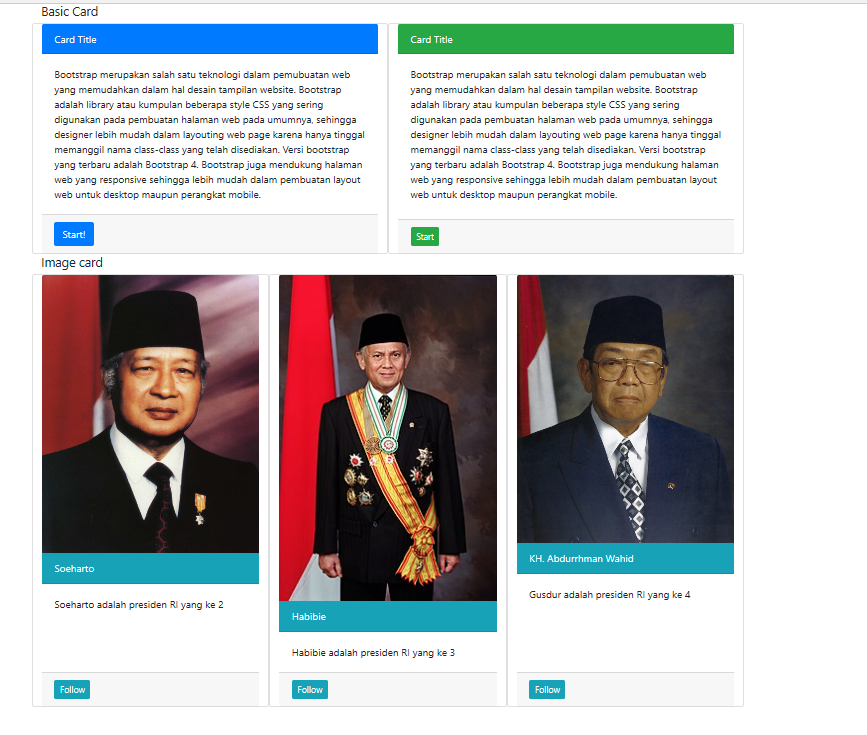 Basic Card
Card Title
Bootstrap merupakan salah satu teknologi dalam pemubuatan web
yang memudahkan dalam hal desain tampilan website. Bootstrap
adalah library atau kumpulan beberapa style CSS yang sering
digunakan pada pembuatan halaman web pada umumnya, sehingga
designer lebih mudah dalam layouting web page karena hanya tinggal
memanggil nama class-class yang telah disediakan. Versi bootstrap
yang terbaru adalah Bootstrap 4. Bootstrap juga mendukung halaman
web yang responsive sehingga lebih mudah dalam pembuatan layout
web untuk desktop maupun perangkat mobile.
Start!
Card Title
Bootstrap merupakan salah satu teknologi dalam pemubuatan web
yang memudahkan dalam hal desain tampilan website. Bootstrap
adalah library atau kumpulan beberapa style CSS yang sering
digunakan pada pembuatan halaman web pada umumnya, sehingga
designer lebih mudah dalam layouting web page karena hanya tinggal
memanggil nama class-class yang telah disediakan. Versi bootstrap
yang terbaru adalah Bootstrap 4. Bootstrap juga mendukung halaman
web yang responsive sehingga lebih mudah dalam pembuatan layout
web untuk desktop maupun perangkat mobile.
Start
Image card
Soeharto
Soeharto adalah presiden RI yang ke 2
Follow
Habibie
Habibie adalah presiden RI yang ke 3
Follow
KH. Abdurrhman Wahid
Gusdur adalah presiden RI yang ke 4
Follow